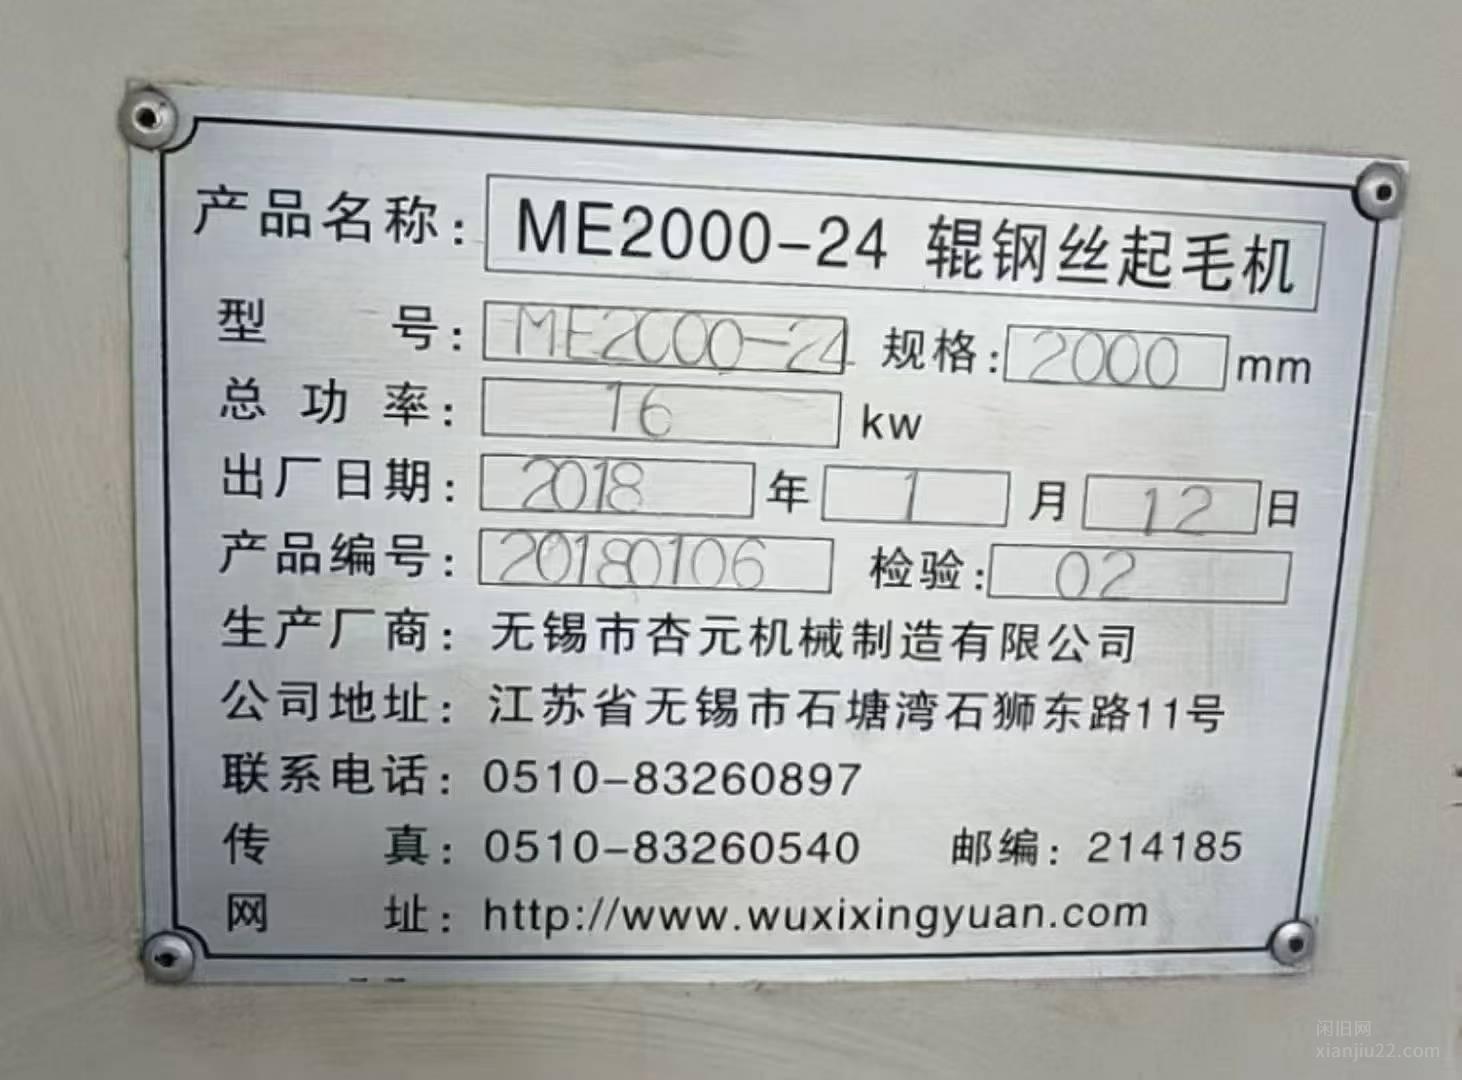 产品名称：ME2000-24 辊钢丝起毛机
型 号：ME2000-24 规格：2000 mm
总功率：16 kw
出厂日期：2018 年 1 月 12 日
产品编号：20180106 检验：02
生产厂商：无锡市杏元机械制造有限公司
公司地址：江苏省无锡市石塘湾石狮东路11号
联系电话：0510-83260897
传 真：0510-83260540 邮编：214185
网 址：http://www.wuxixingyuan.com
闲旧网
xianjiu22.com